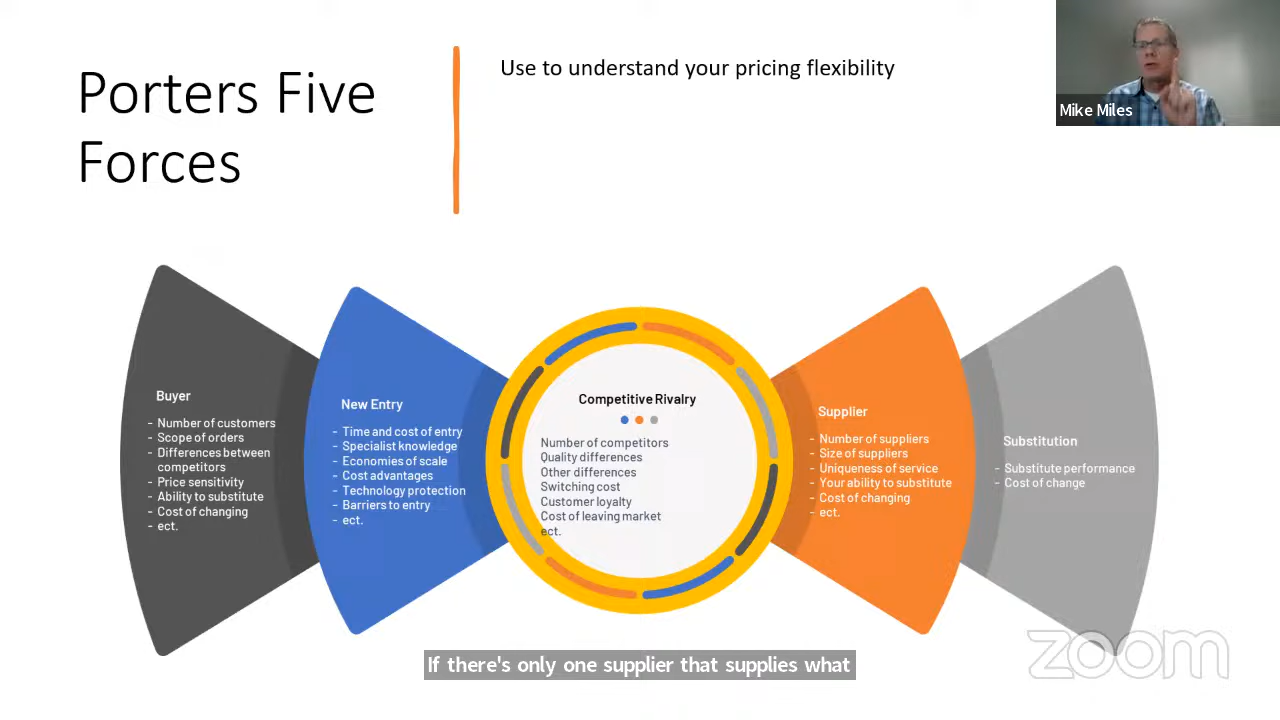 Porters Five
Forces
Use to understand your pricing flexibility
Mike Miles
Buyer
- Number of customers
- Scope of orders
- Differences between
competitors
- Price sensitivity
- Ability to substitute
- Cost of changing
- ect.
New Entry
- Time and cost of entry
- Specialist knowledge
- Economies of scale
- Cost advantages
- Technology protection
- Barriers to entry
- ect.
Competitive Rivalry
Number of competitors
Quality differences
Other differences
Switching cost
Customer loyalty
Cost of leaving market
ect.
Supplier
- Number of suppliers
- Size of suppliers
- Uniqueness of service
- Your ability to substitute
- Cost of changing
- ect.
Substitution
- Substitute performance
- Cost of change
If there's only one supplier that supplies what
zoom